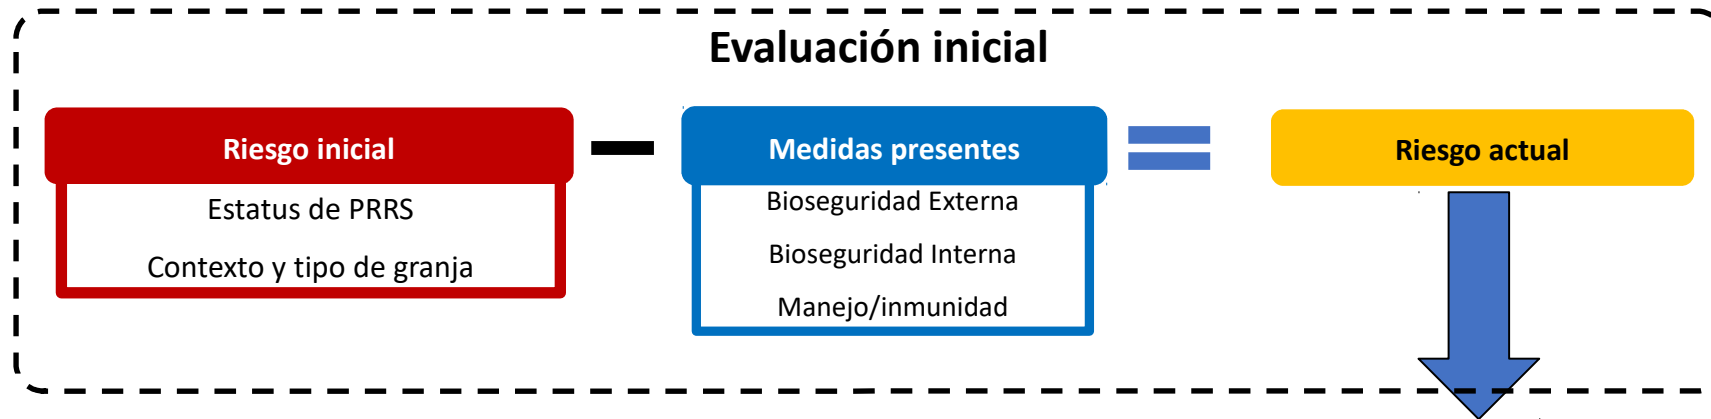 Evaluación inicial
Riesgo inicial
Estatus de PRRS
Contexto y tipo de granja
Medidas presentes
Bioseguridad Externa
Bioseguridad Interna
Manejo/inmunidad
Riesgo actual